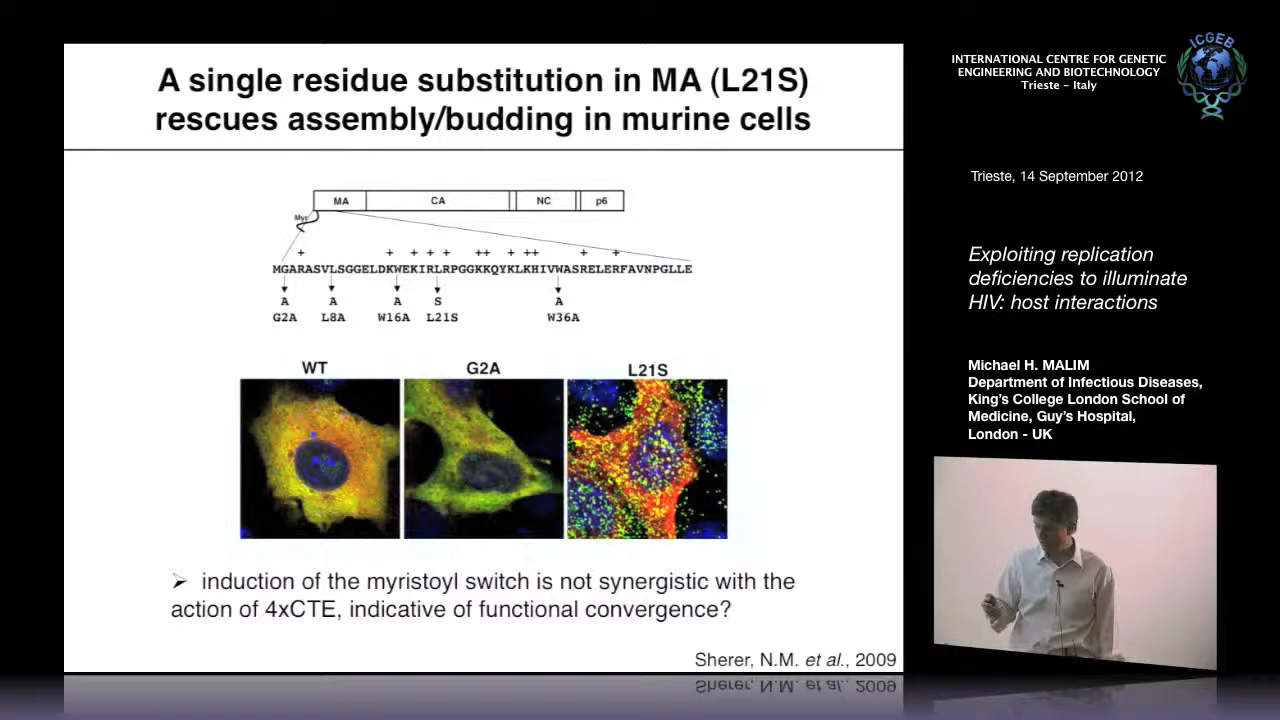 A single residue substitution in MA (L21S)
rescues assembly/budding in murine cells
MA CA NC p6
Myr
+ + + + + ++ + ++ + +
MGARASVLSGGELDKWEKIRLRPGGKKQYKLKHIVWASRELERFAVNPGLLE
A A A S A
G2A L8A W16A L21S W36A
WT G2A L21S
➢ induction of the myristoyl switch is not synergistic with the
action of 4xCTE, indicative of functional convergence?
Sherer, N.M. et al., 2009
INTERNATIONAL CENTRE FOR GENETIC
ENGINEERING AND BIOTECHNOLOGY
Trieste - Italy
ICGEB
Trieste, 14 September 2012
Exploiting replication
deficiencies to illuminate
HIV: host interactions
Michael H. MALIM
Department of Infectious Diseases,
King's College London School of
Medicine, Guy's Hospital,
London - UK